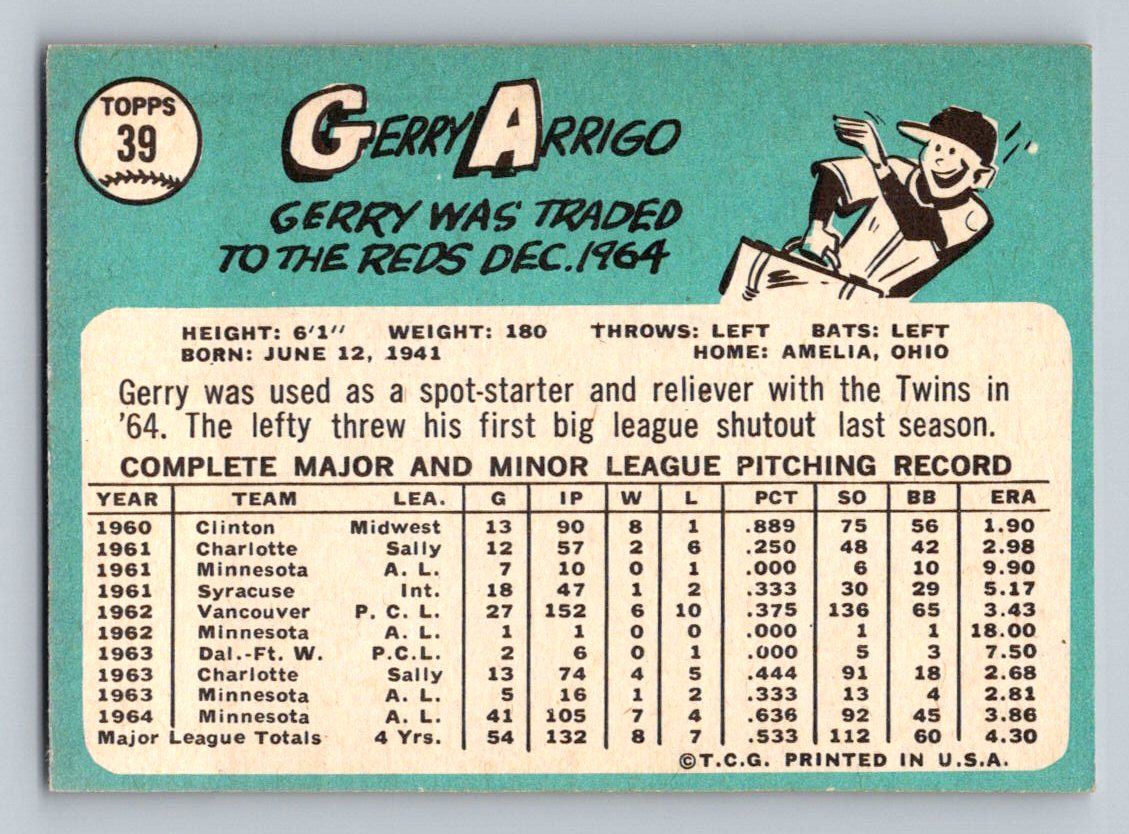 TOPPS
39
GERRY ARRIGO
GERRY WAS TRADED
TO THE REDS DEC. 1964
HEIGHT: 6'1" WEIGHT: 180 THROWS: LEFT BATS: LEFT
BORN: JUNE 12, 1941 HOME: AMELIA, OHIO
Gerry was used as a spot-starter and reliever with the Twins in
'64. The lefty threw his first big league shutout last season.
COMPLETE MAJOR AND MINOR LEAGUE PITCHING RECORD
YEAR TEAM LEA. G IP W L PCT SO BB ERA
1960 Clinton Midwest 13 90 8 1 .889 75 56 1.90
1961 Charlotte Sally 12 57 2 6 .250 48 42 2.98
1961 Minnesota A. L. 7 10 0 1 .000 6 10 9.90
1961 Syracuse Int. 18 47 1 2 .333 30 29 5.17
1962 Vancouver P. C. L. 27 152 6 10 .375 136 65 3.43
1962 Minnesota A. L. 1 1 0 0 .000 1 1 18.00
1963 Dal.-Ft. W. P.C.L. 2 6 0 1 .000 5 3 7.50
1963 Charlotte Sally 13 74 4 5 .444 91 18 2.68
1963 Minnesota A. L. 5 16 1 2 .333 13 4 2.81
1964 Minnesota A. L. 41 105 7 4 .636 92 45 3.86
Major League Totals 4 Yrs. 54 132 8 7 .533 112 60 4.30
©T.C.G. PRINTED IN U.S.A.